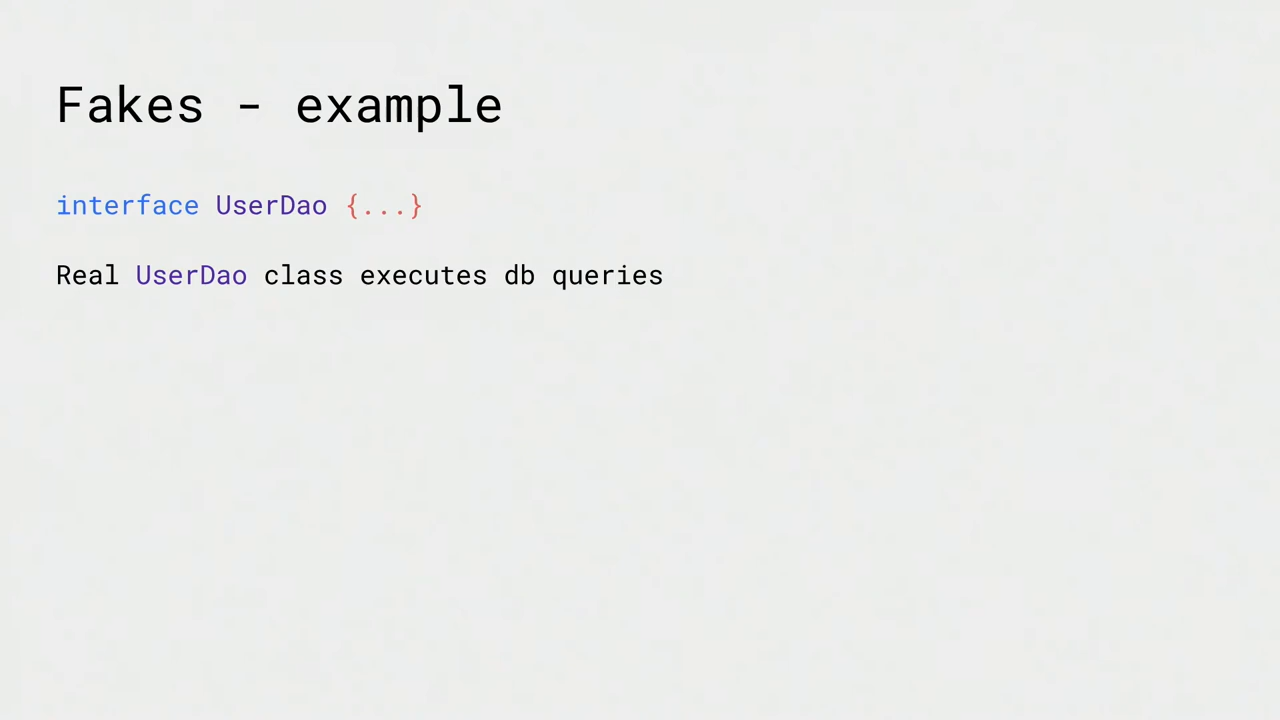 Fakes - example
interface UserDao {...}
Real UserDao class executes db queries